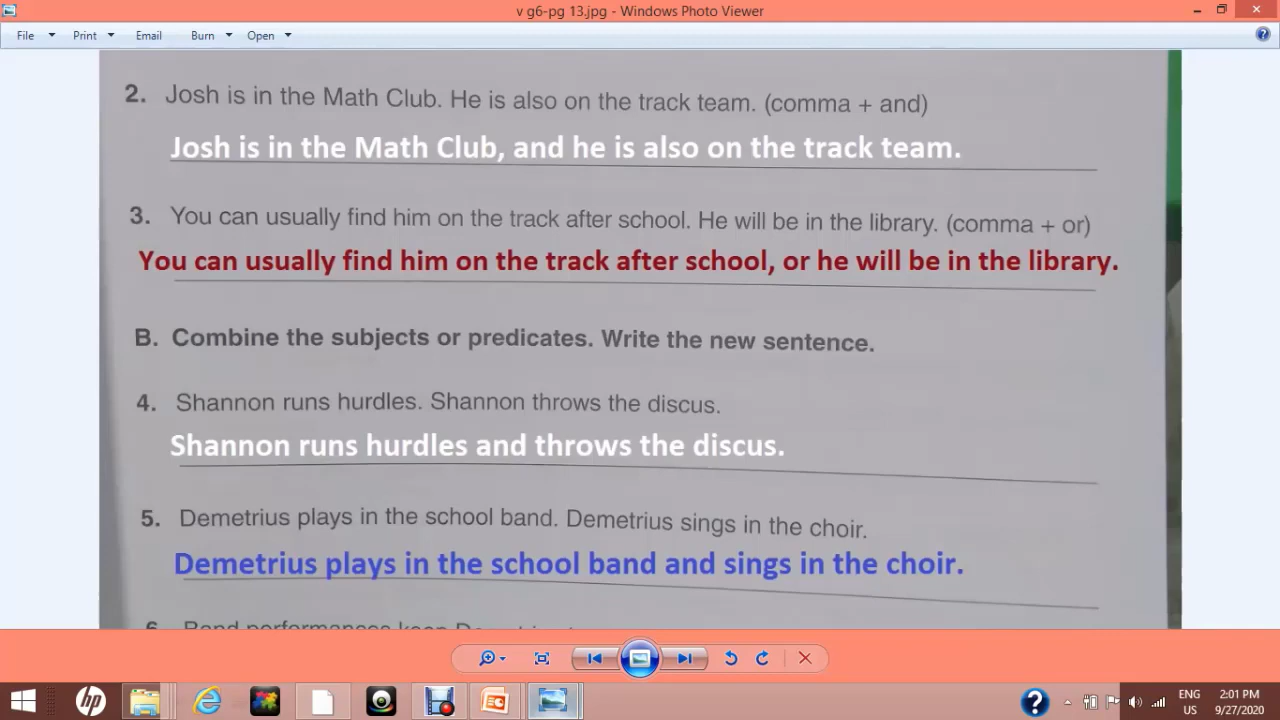 v g6-pg 13.jpg - Windows Photo Viewer
File Print Email Burn Open
2. Josh is in the Math Club. He is also on the track team. (comma + and)
Josh is in the Math Club, and he is also on the track team.
3. You can usually find him on the track after school. He will be in the library. (comma + or)
You can usually find him on the track after school, or he will be in the library.
B. Combine the subjects or predicates. Write the new sentence.
4. Shannon runs hurdles. Shannon throws the discus.
Shannon runs hurdles and throws the discus.
5. Demetrius plays in the school band. Demetrius sings in the choir.
Demetrius plays in the school band and sings in the choir.
6. Band performances keep
hp
ENG 2:01 PM
US 9/27/2020